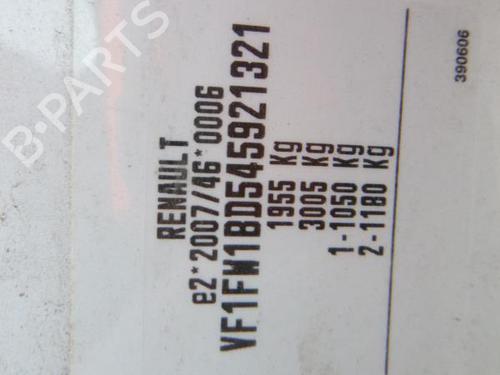 RENAULT
e2*2007/46*0006
VF1FW1BD545921321
1955 Kg
3005 Kg
1-1050 Kg
2-1180 Kg
390606
B-PARTS